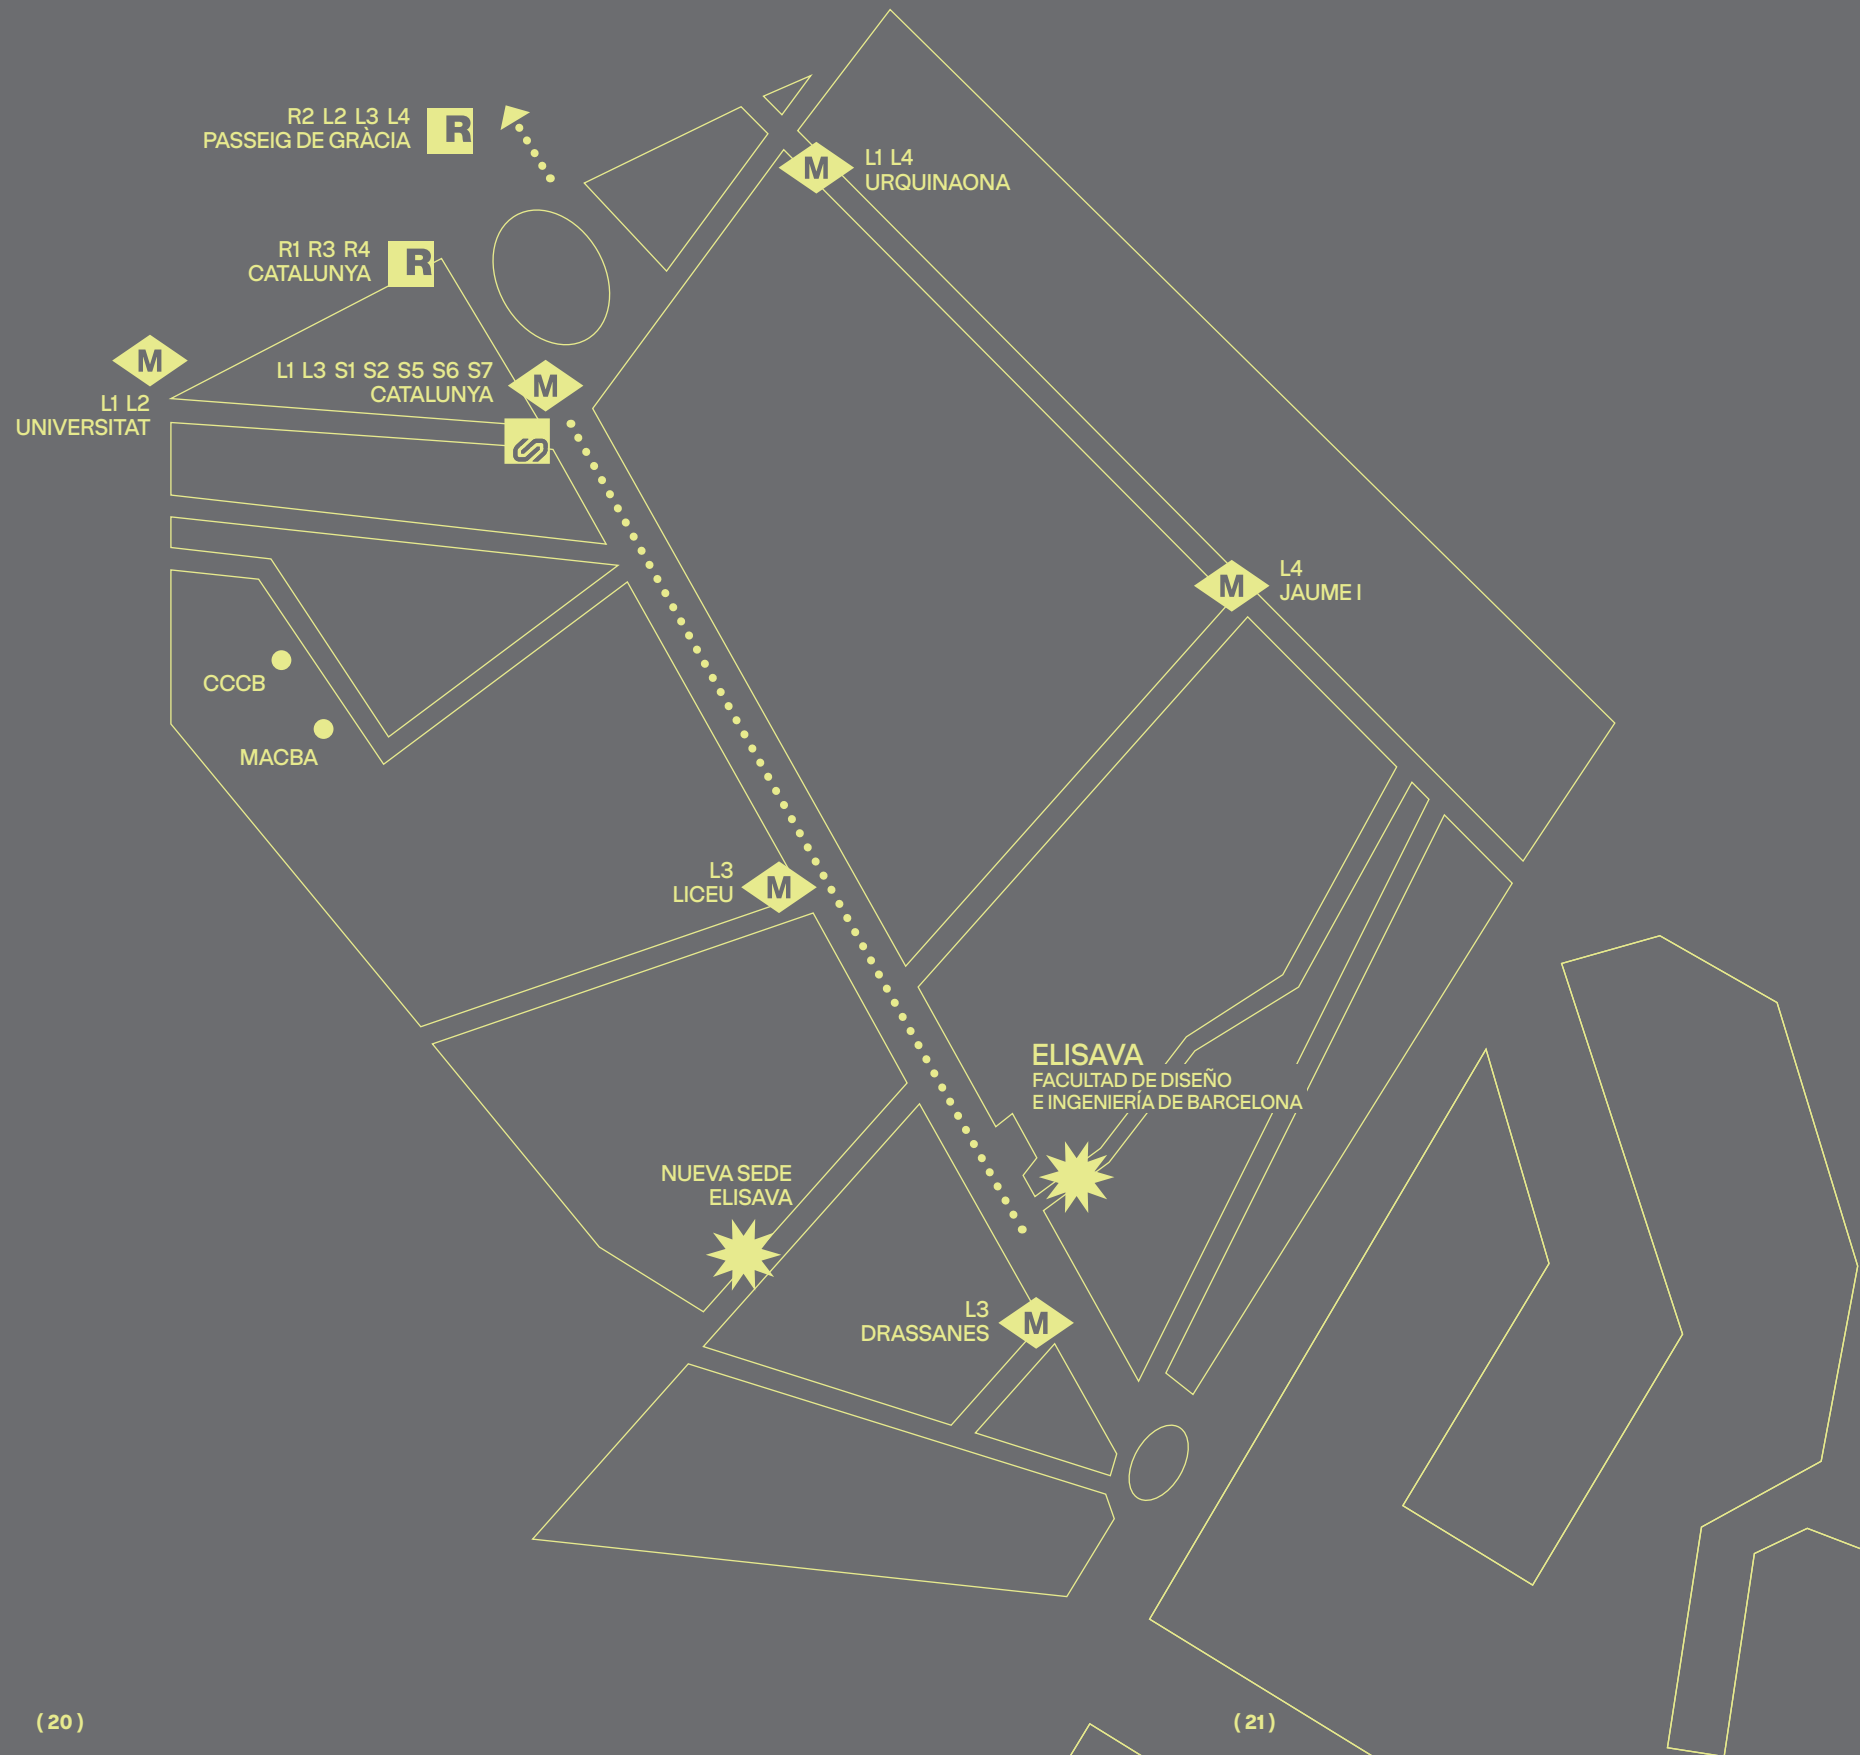 R2 L2 L3 L4
PASSEIG DE GRÀCIA
R
L1 L4
URQUINAONA
M
R1 R3 R4
CATALUNYA
R
M
L1 L2
UNIVERSITAT
L1 L3 S1 S2 S5 S6 S7
CATALUNYA
M
L4
JAUME I
M
CCCB
MACBA
L3
LICEU
M
ELISAVA
FACULTAD DE DISEÑO
E INGENIERÍA DE BARCELONA
NUEVA SEDE
ELISAVA
L3
DRASSANES
M
(20)
(21)